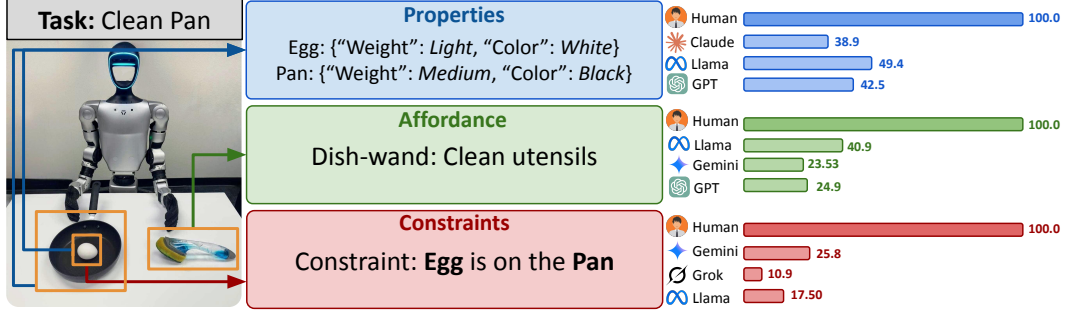 Task: Clean Pan
Properties
Egg: {“Weight”: Light, “Color”: White}
Pan: {“Weight”: Medium, “Color”: Black}
Human 100.0
Claude 38.9
Llama 49.4
GPT 42.5
Affordance
Dish-wand: Clean utensils
Human 100.0
Llama 40.9
Gemini 23.53
GPT 24.9
Constraints
Constraint: Egg is on the Pan
Human 100.0
Gemini 25.8
Grok 10.9
Llama 17.50